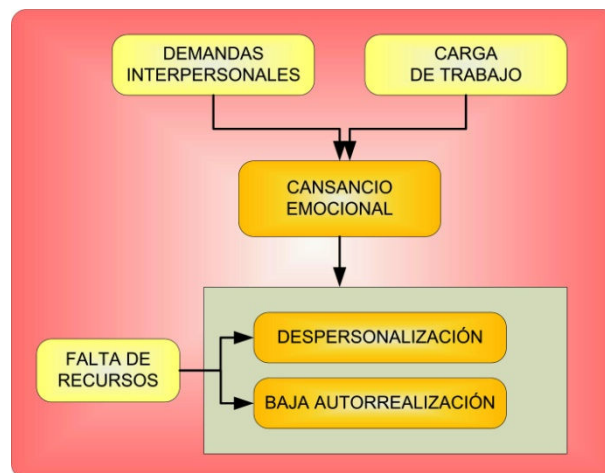 DEMANDAS
INTERPERSONALES
CARGA
DE TRABAJO
CANSANCIO
EMOCIONAL
DESPERSONALIZACIÓN
FALTA DE
RECURSOS
BAJA AUTORREALIZACIÓN